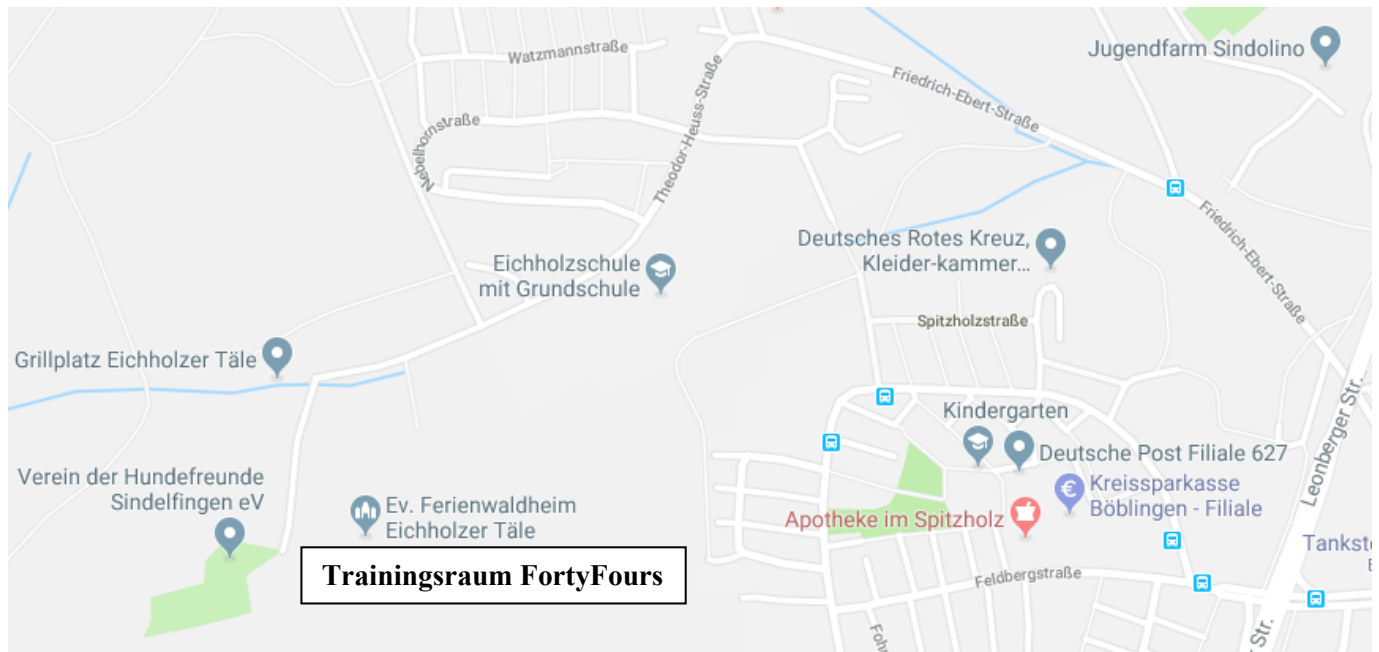 Watzmannstraße
Jugendfarm Sindolino
Friedrich-Ebert-Straße
Nebelhornstraße
Theodor-Heuss-Straße
Friedrich-Ebert-Straße
Deutsches Rotes Kreuz,
Kleider-kammer...
Eichholzschule
mit Grundschule
Spitzholzstraße
Grillplatz Eichholzer Täle
Leonberger Str.
Kindergarten
Deutsche Post Filiale 627
Verein der Hundefreunde
Sindelfingen eV
Kreissparkasse
Böblingen - Filiale
Ev. Ferienwaldheim
Eichholzer Täle
Apotheke im Spitzholz
Trainingsraum FortyFours
Feldbergstraße
Str.